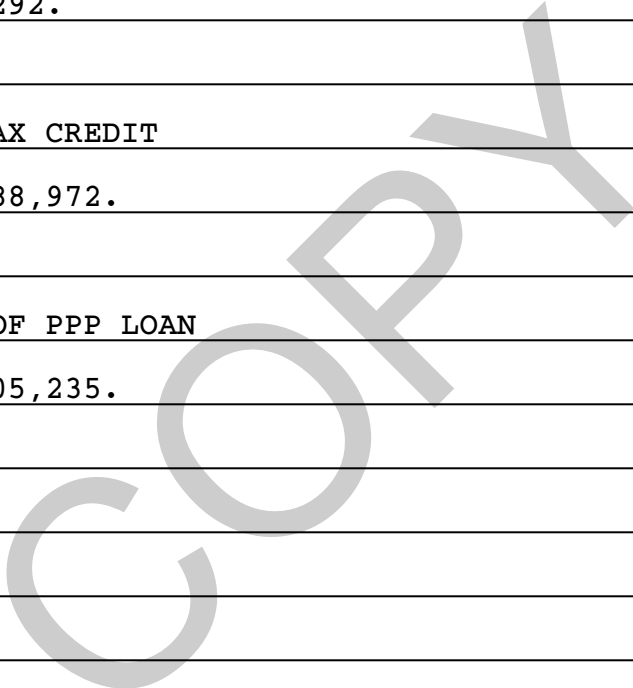 292.
AX CREDIT
38,972.
OF PPP LOAN
05,235.
COPY